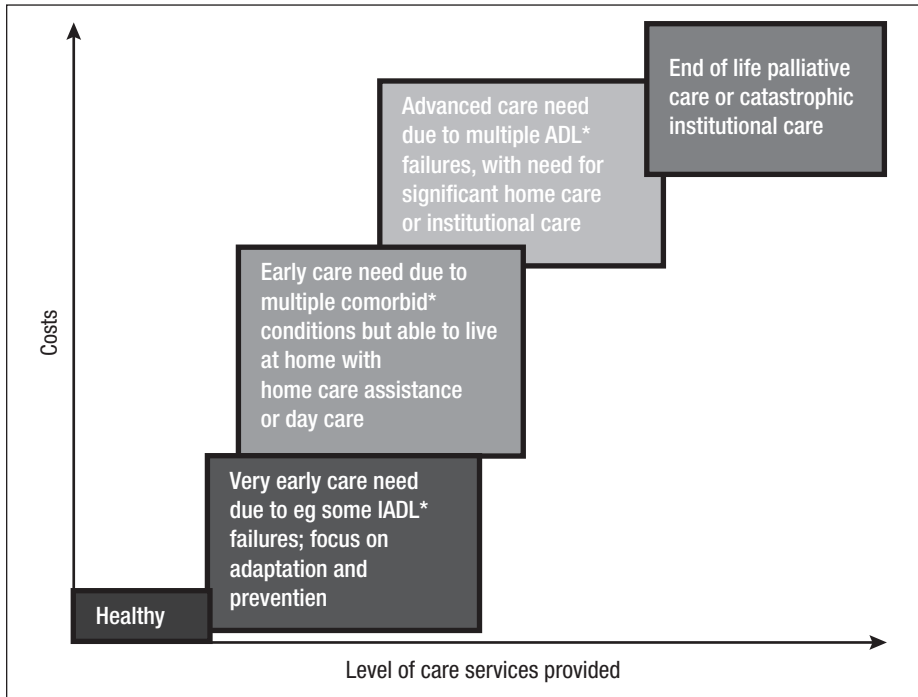 End of life palliative
care or catastrophic
institutional care
Advanced care need
due to multiple ADL*
failures, with need for
significant home care
or institutional care
Early care need due to
multiple comorbid*
conditions but able to live
at home with
home care assistance
or day care
Very early care need
due to eg some IADL*
failures; focus on
adaptation and
prevention
Healthy
Costs
Level of care services provided